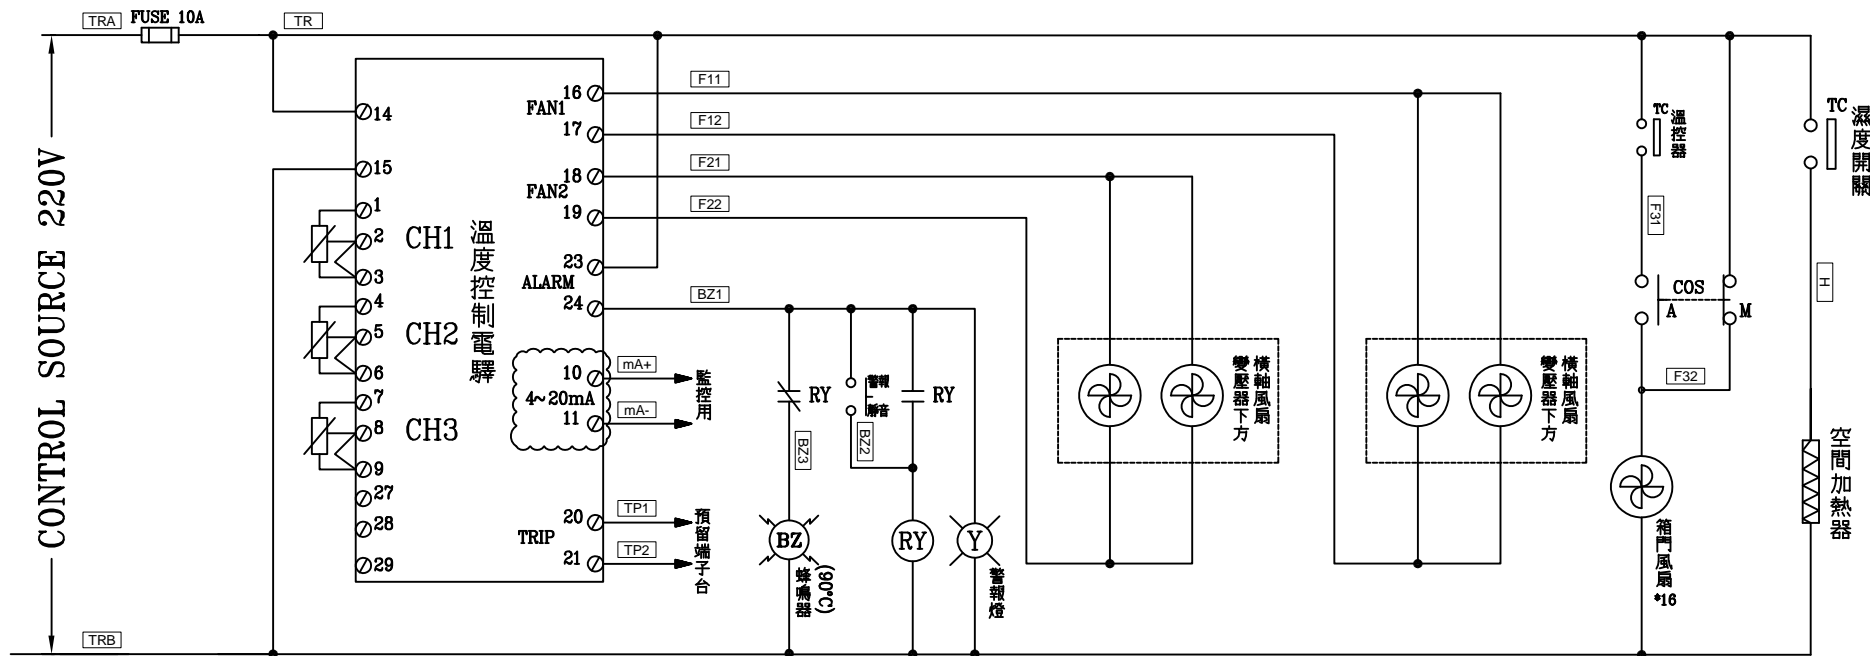 TRA
FUSE 10A
TR
CONTROL SOURCE 220V
TRB
14
15
1
2
3
4
5
6
7
8
9
27
28
29
CH1
CH2
CH3
溫度控制電驛
16
FAN1
17
18
FAN2
19
23
ALARM
24
10
4~20mA
11
20
TRIP
21
F11
F12
F21
F22
BZ1
mA+
mA-
監控用
TP1
TP2
預留端子台
RY
BZ3
警報
靜音
BZ2
RY
BZ
蜂鳴器
(90°C)
RY
Y
警報燈
橫軸風扇
變壓器下方
橫軸風扇
變壓器下方
TC
溫控器
F31
COS
A
M
F32
箱門風扇
*16
TC
濕度開關
H
空間加熱器